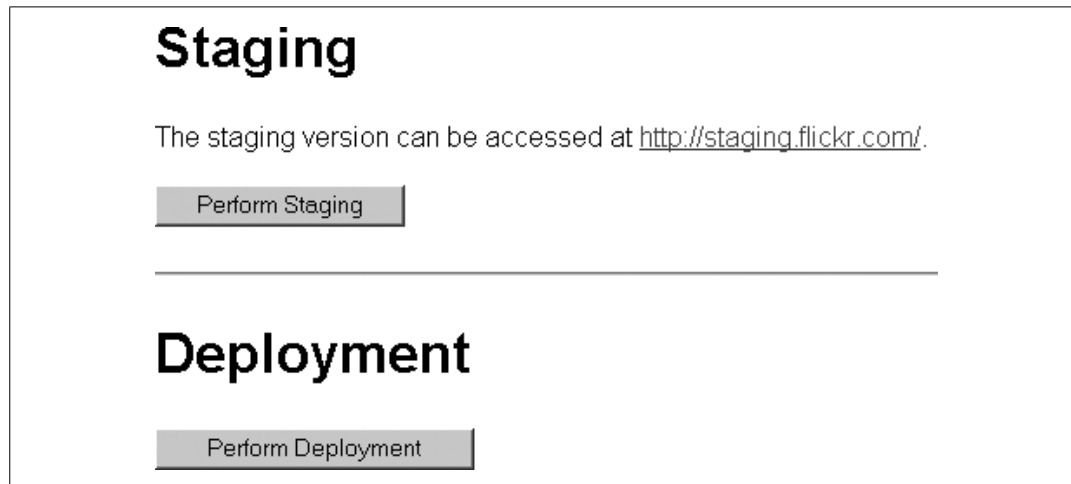 Staging
The staging version can be accessed at http://staging.flickr.com/.
Perform Staging
Deployment
Perform Deployment